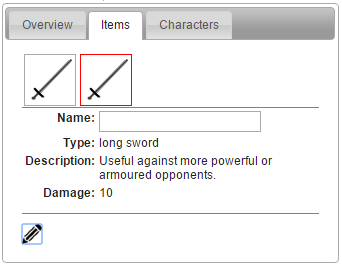 Overview Items Characters
Name:
Type: long sword
Description: Useful against more powerful or
armoured opponents.
Damage: 10